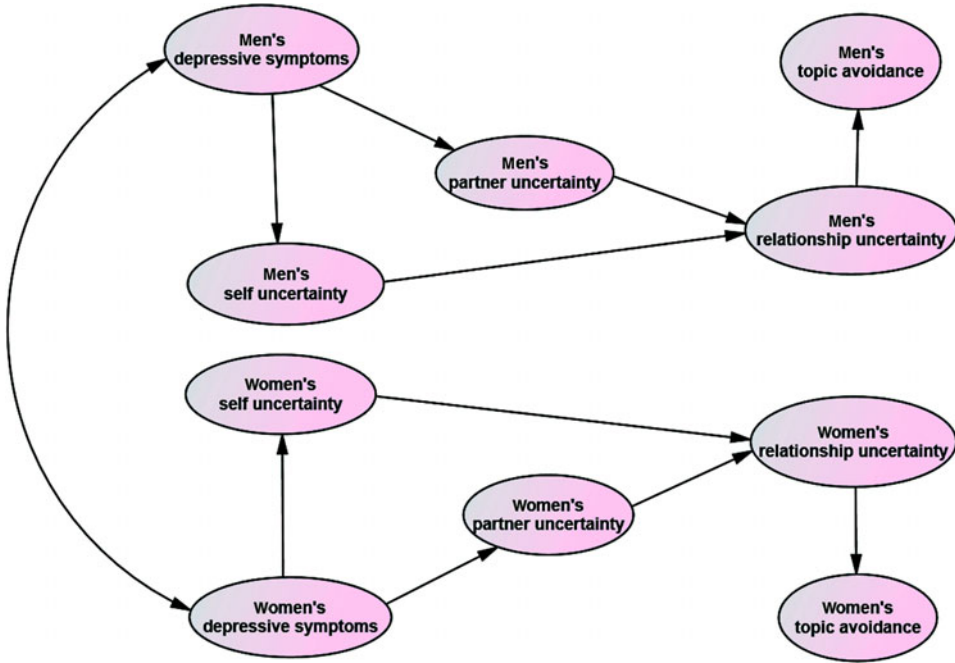 Men's
depressive symptoms
Men's
topic avoidance
Men's
partner uncertainty
Men's
relationship uncertainty
Men's
self uncertainty
Women's
self uncertainty
Women's
relationship uncertainty
Women's
partner uncertainty
Women's
depressive symptoms
Women's
topic avoidance